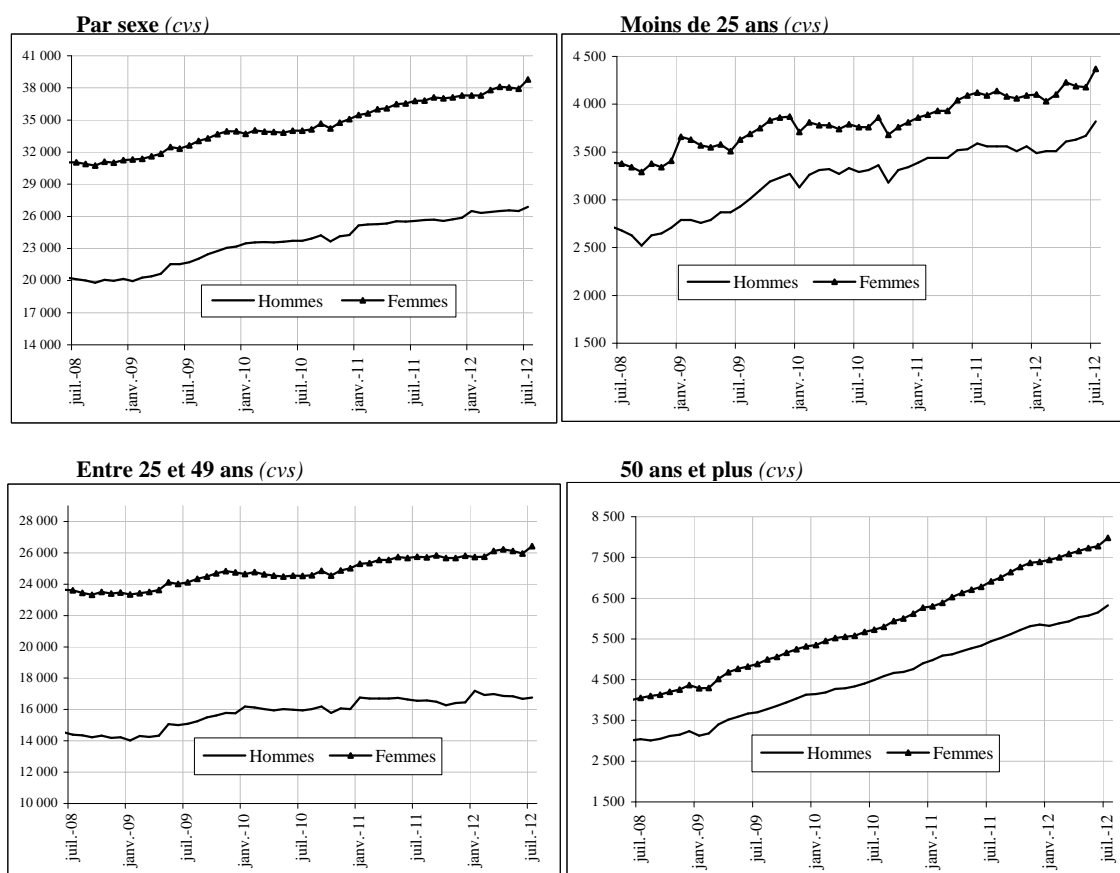 Par sexe (cvs)
41 000
38 000
35 000
32 000
29 000
26 000
23 000
20 000
17 000
14 000
Hommes
Femmes
juil.-08
janv.-09
juil.-09
janv.-10
juil.-10
janv.-11
juil.-11
janv.-12
juil.-12
Moins de 25 ans (cvs)
4 500
4 000
3 500
3 000
2 500
2 000
1 500
Hommes
Femmes
juil.-08
janv.-09
juil.-09
janv.-10
juil.-10
janv.-11
juil.-11
janv.-12
juil.-12
Entre 25 et 49 ans (cvs)
28 000
26 000
24 000
22 000
20 000
18 000
16 000
14 000
12 000
10 000
Hommes
Femmes
juil.-08
janv.-09
juil.-09
janv.-10
juil.-10
janv.-11
juil.-11
janv.-12
juil.-12
50 ans et plus (cvs)
8 500
7 500
6 500
5 500
4 500
3 500
2 500
1 500
Hommes
Femmes
juil.-08
janv.-09
juil.-09
janv.-10
juil.-10
janv.-11
juil.-11
janv.-12
juil.-12